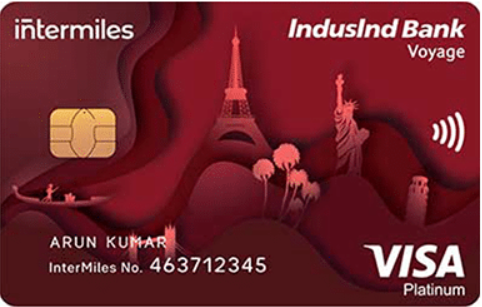 intermiles
IndusInd Bank
Voyage
ARUN KUMAR
InterMiles No. 463712345
VISA
Platinum